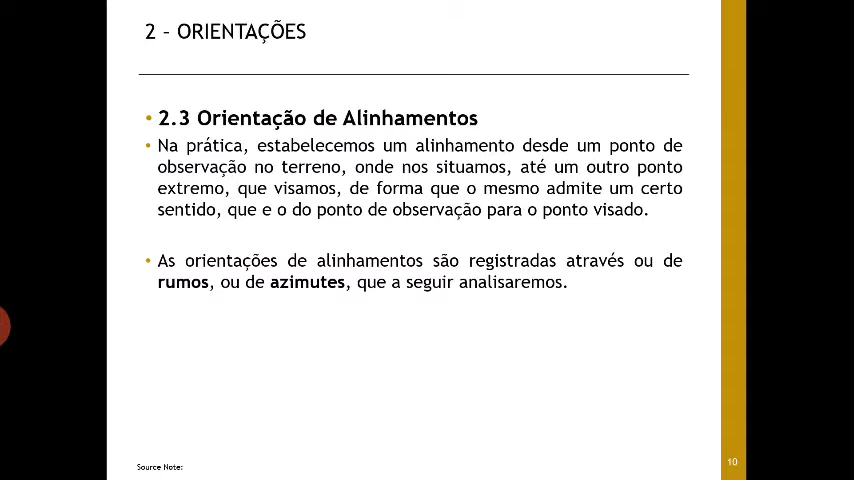 2 – ORIENTAÇÕES
• 2.3 Orientação de Alinhamentos
• Na prática, estabelecemos um alinhamento desde um ponto de
observação no terreno, onde nos situamos, até um outro ponto
extremo, que visamos, de forma que o mesmo admite um certo
sentido, que e o do ponto de observação para o ponto visado.
• As orientações de alinhamentos são registradas através ou de
rumos, ou de azimutes, que a seguir analisaremos.
Source Note:
10